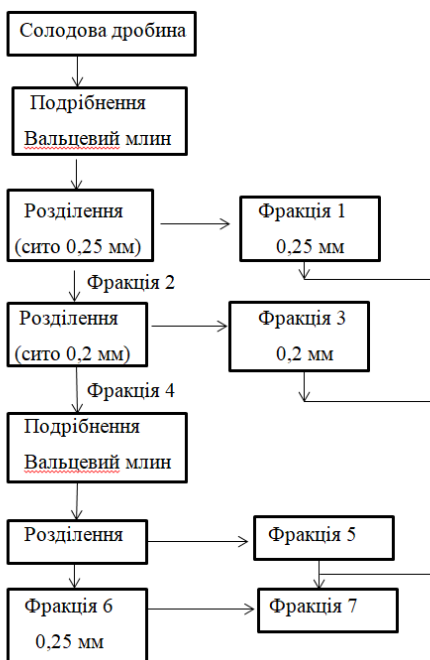 Солодова дробина
Подрібнення
Вальцевий млин
Розділення
(сито 0,25 мм)
Фракція 1
0,25 мм
Фракція 2
Розділення
(сито 0,2 мм)
Фракція 3
0,2 мм
Фракція 4
Подрібнення
Вальцевий млин
Розділення
Фракція 5
Фракція 6
0,25 мм
Фракція 7